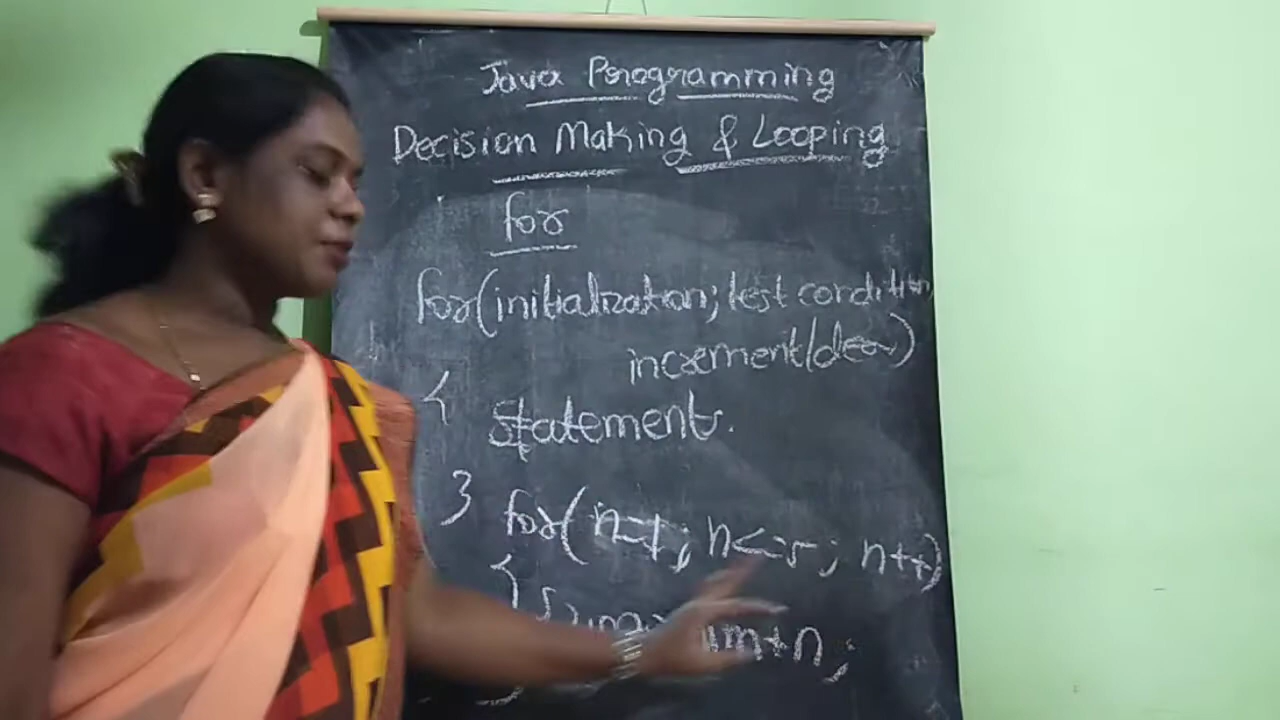 Java Programming
Decision Making & Looping
for
for(initialization; test condition
increment/decr)
{
Statement.
}
for(n=1; n<=5; n++)
{
+n;
}